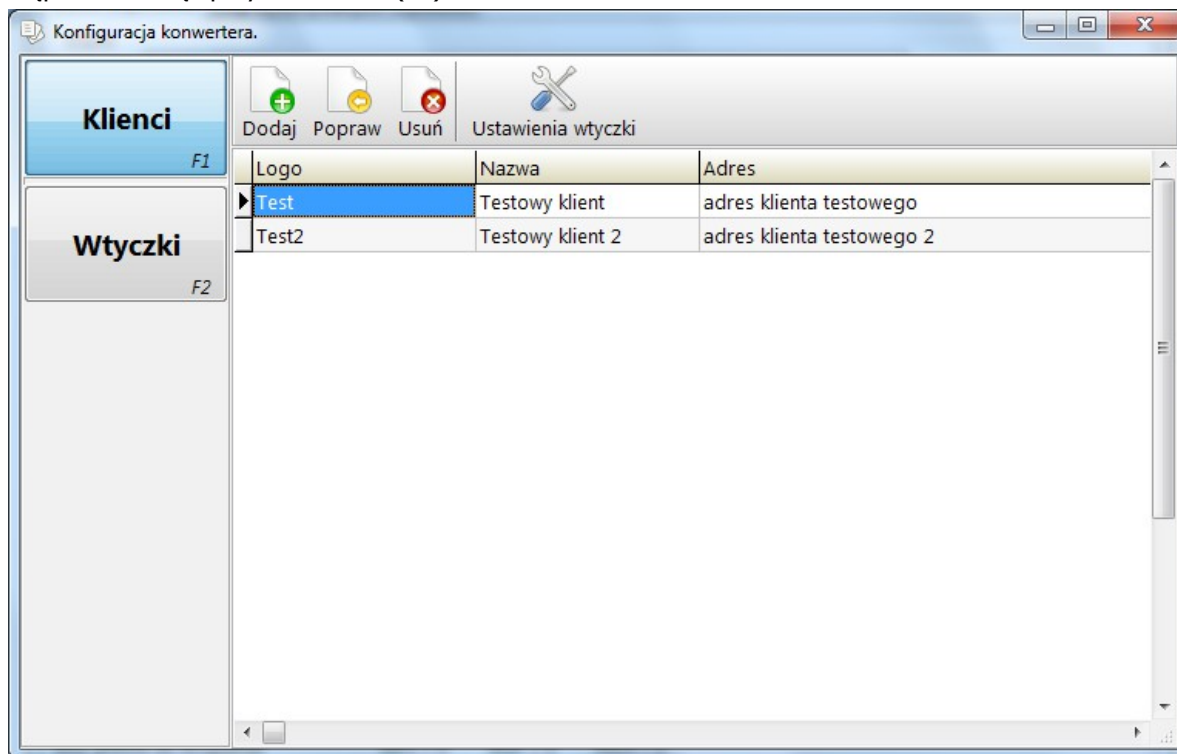 Konfiguracja konwertera.
Klienci
F1
Wtyczki
F2
Dodaj Popraw Usuń Ustawienia wtyczki
Logo Nazwa Adres
Test Testowy klient adres klienta testowego
Test2 Testowy klient 2 adres klienta testowego 2